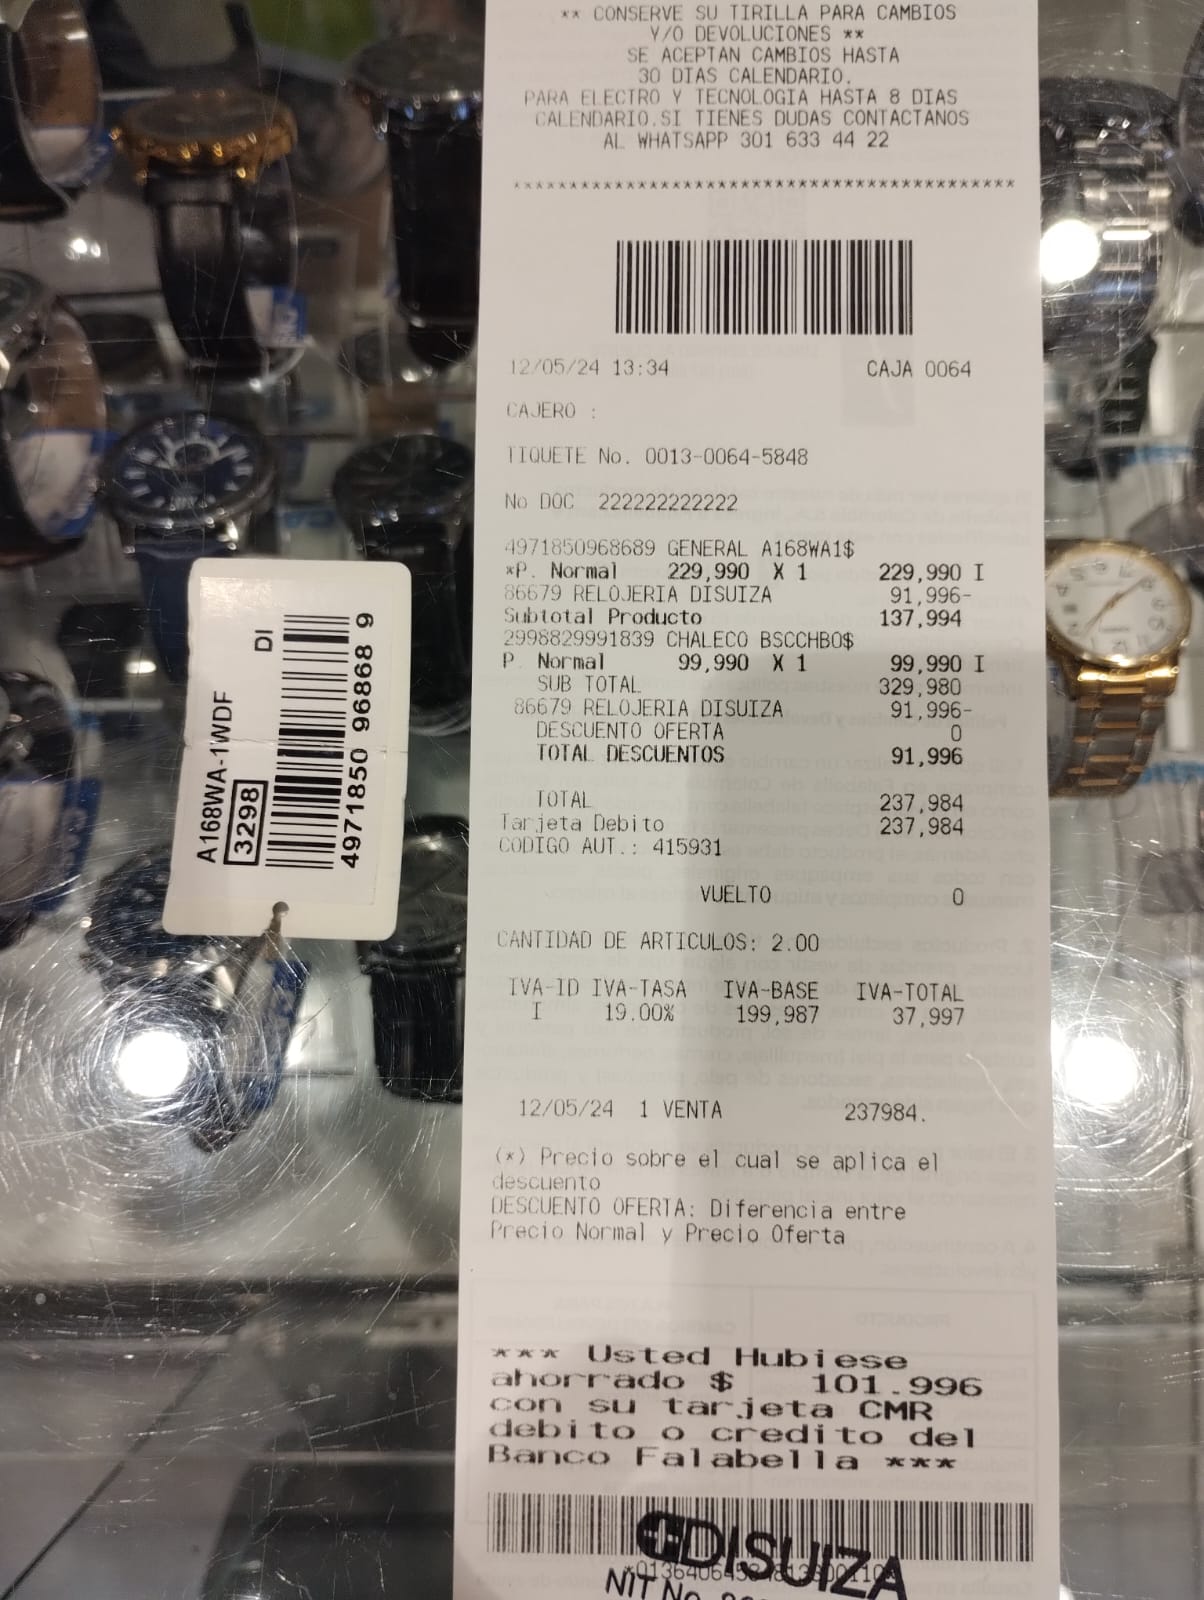 ** CONSERVE SU TIRILLA PARA CAMBIOS
Y/O DEVOLUCIONES **
SE ACEPTAN CAMBIOS HASTA
30 DIAS CALENDARIO.
PARA ELECTRO Y TECNOLOGIA HASTA 8 DIAS
CALENDARIO.SI TIENES DUDAS CONTACTANOS
AL WHATSAPP 301 633 44 22
*********************************************
12/05/24 13:34 CAJA 0064
CAJERO :
TIQUETE No. 0013-0064-5848
No DOC 222222222222
4971850968689 GENERAL A168WA1$
*P. Normal 229,990 X 1 229,990 I
86679 RELOJERIA DISUIZA 91,996-
Subtotal Producto 137,994
2998829991839 CHALECO BSCCHBO$
P. Normal 99,990 X 1 99,990 I
SUB TOTAL 329,980
86679 RELOJERIA DISUIZA 91,996-
DESCUENTO OFERTA 0
TOTAL DESCUENTOS 91,996
TOTAL 237,984
Tarjeta Debito 237,984
CODIGO AUT.: 415931
VUELTO 0
CANTIDAD DE ARTICULOS: 2.00
IVA-ID IVA-TASA IVA-BASE IVA-TOTAL
I 19.00% 199,987 37,997
12/05/24 1 VENTA 237984.
(*) Precio sobre el cual se aplica el
descuento
DESCUENTO OFERTA: Diferencia entre
Precio Normal y Precio Oferta
*** Usted Hubiese
ahorrado $ 101.996
con su tarjeta CMR
debito o credito del
Banco Falabella ***
DISUIZA
NIT No.
A168WA-1WDF DI
3298
4971850 96868 9